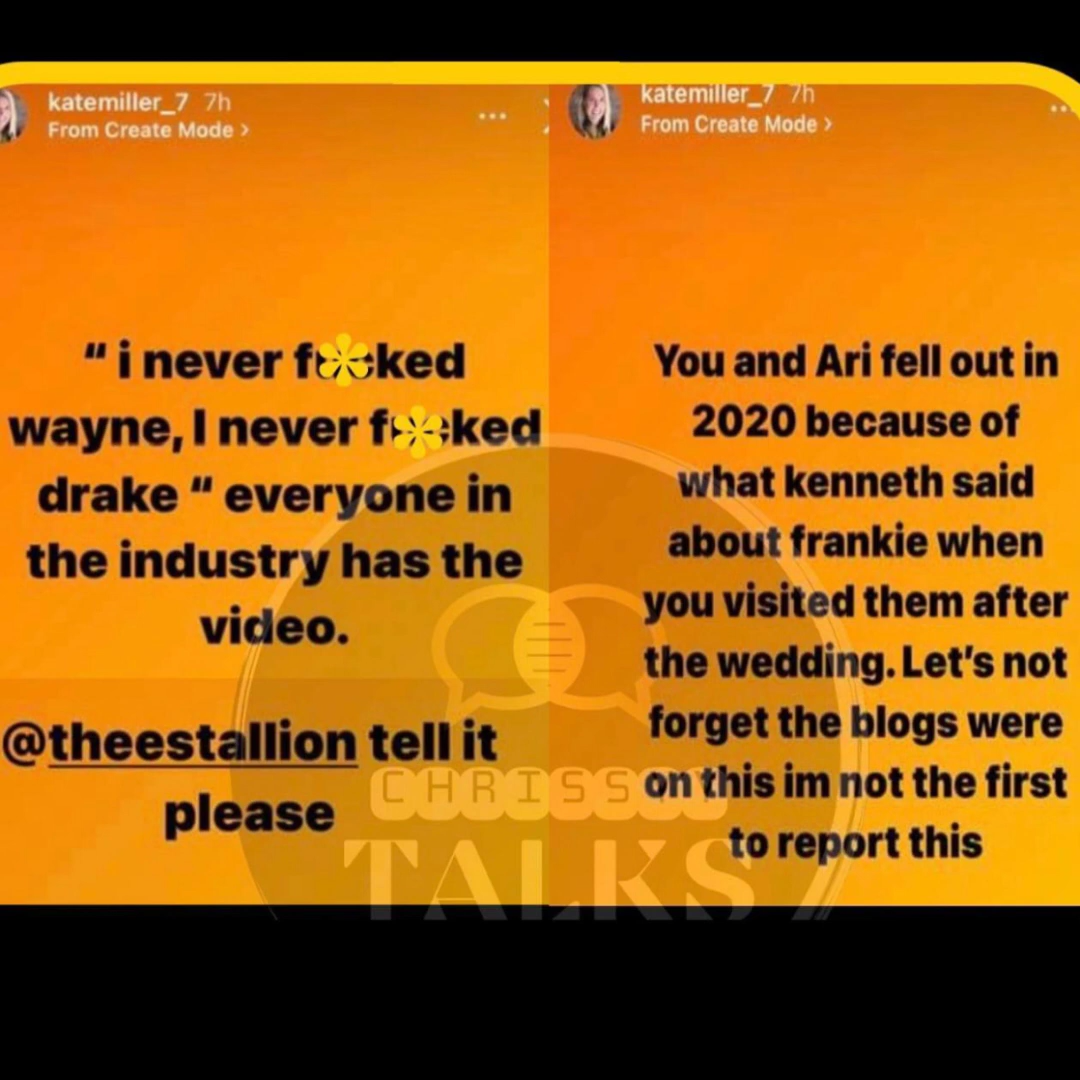 katemiller_7 7h
From Create Mode >
“ i never f✽cked
wayne, I never f✽cked
drake “ everyone in
the industry has the
video.
@theestallion tell it
please
katemiller_7 7h
From Create Mode >
You and Ari fell out in
2020 because of
what kenneth said
about frankie when
you visited them after
the wedding. Let’s not
forget the blogs were
on this im not the first
to report this
CHRISSYY
TALKS